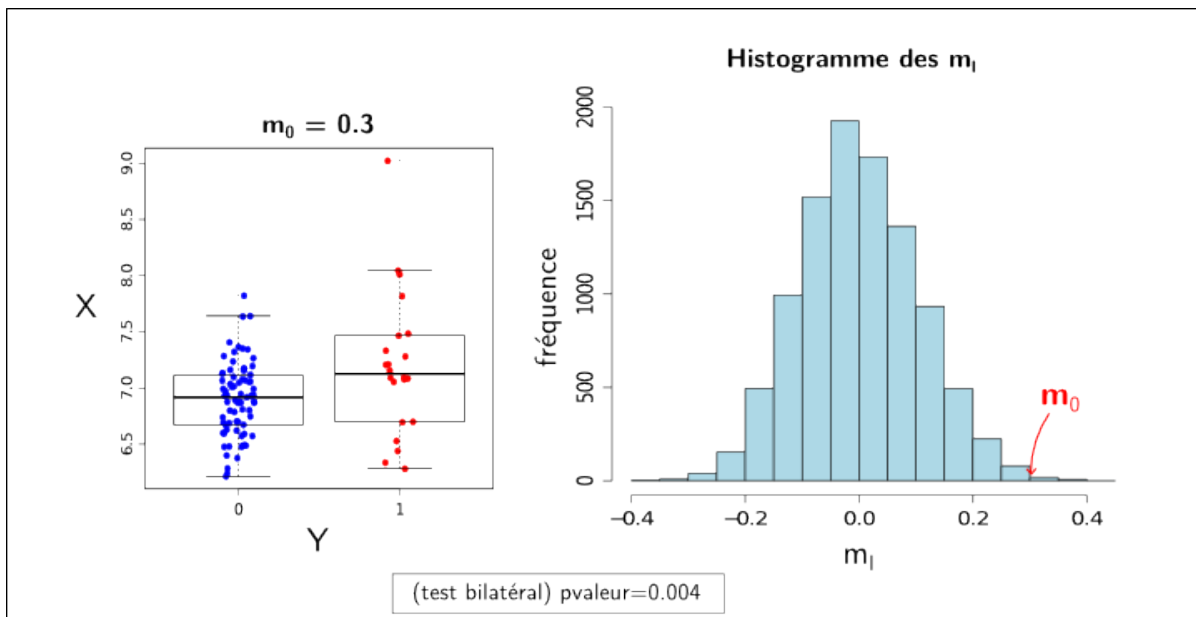 m₀ = 0.3
9.0
8.5
8.0
7.5
7.0
6.5
X
0 1
Y
Histogramme des mₗ
2000
1500
1000
500
0
fréquence
m₀
−0.4 −0.2 0.0 0.2 0.4
mₗ
(test bilatéral) pvaleur=0.004